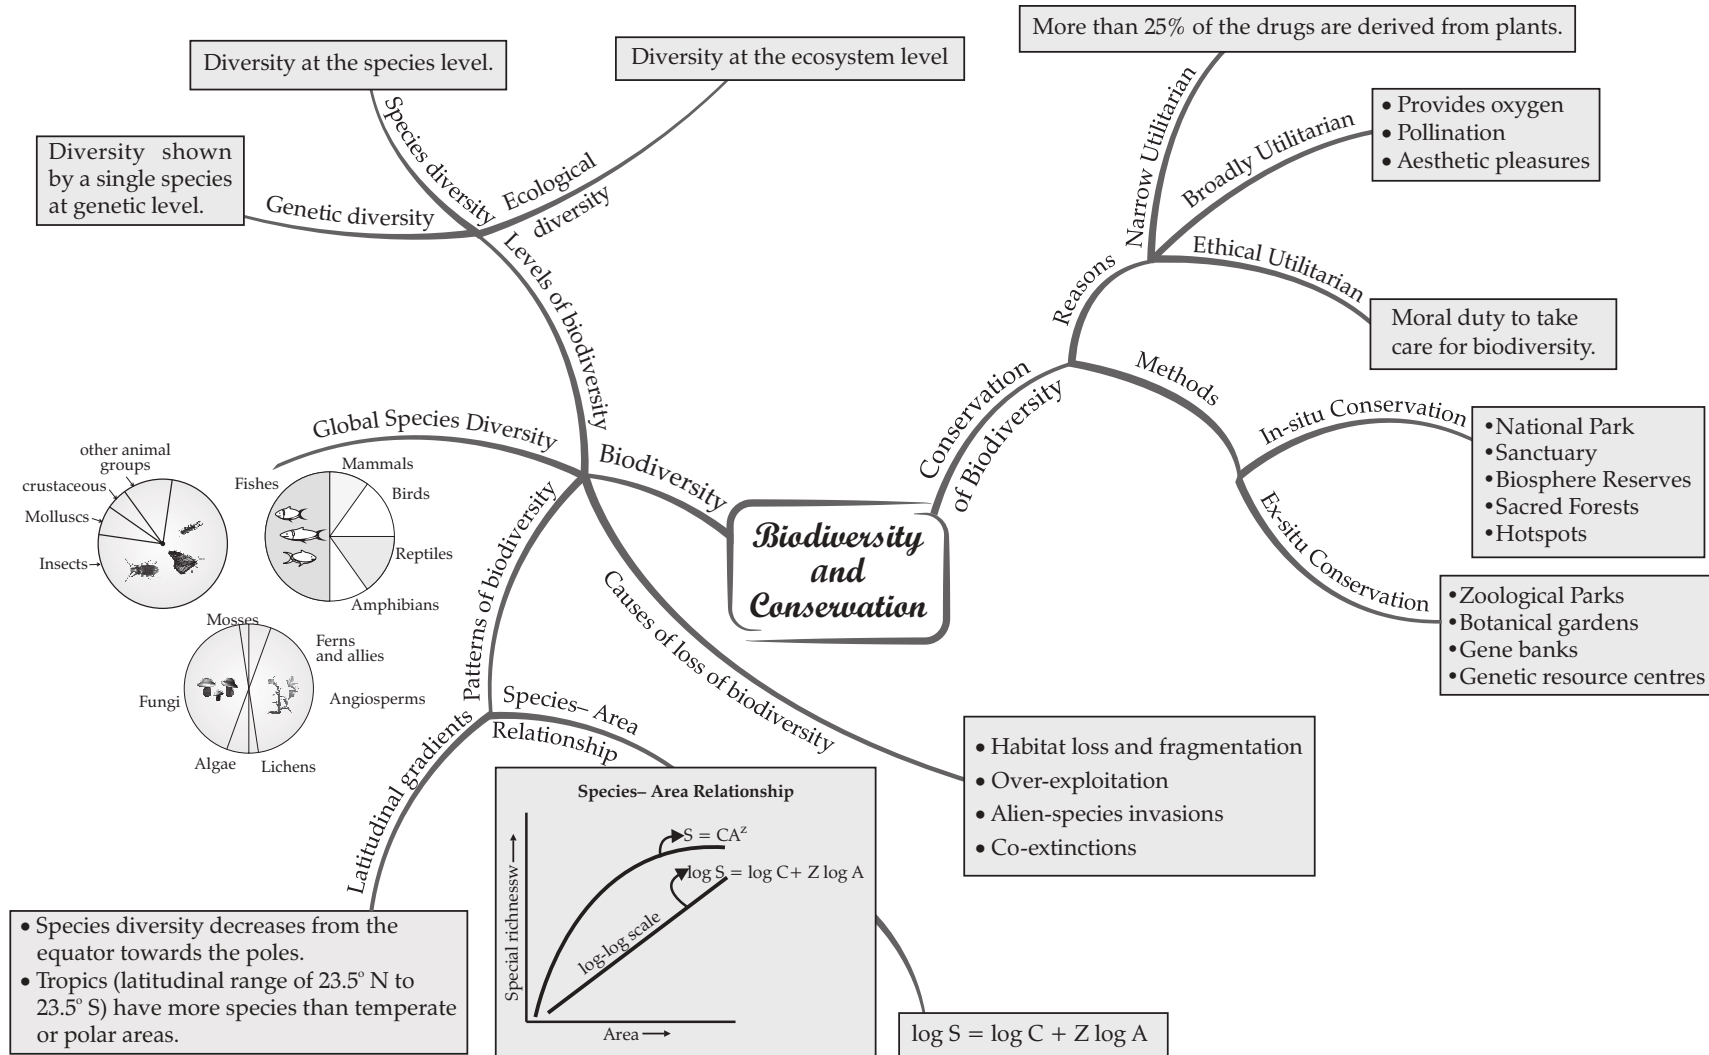 Biodiversity
and
Conservation
Biodiversity
Levels of biodiversity
Genetic diversity
Diversity shown
by a single species
at genetic level.
Species diversity
Diversity at the species level.
Ecological
diversity
Diversity at the ecosystem level
Global Species Diversity
other animal
groups
crustaceous
Molluscs
Insects
Fishes
Mammals
Birds
Reptiles
Amphibians
Mosses
Ferns
and allies
Fungi
Angiosperms
Algae
Lichens
Patterns of biodiversity
Latitudinal gradients
• Species diversity decreases from the
equator towards the poles.
• Tropics (latitudinal range of 23.5° N to
23.5° S) have more species than temperate
or polar areas.
Species– Area
Relationship
Species– Area Relationship
S = CA^z
log S = log C+ Z log A
log-log scale
Special richnessw
Area
log S = log C + Z log A
Causes of loss of biodiversity
• Habitat loss and fragmentation
• Over-exploitation
• Alien-species invasions
• Co-extinctions
Conservation
of Biodiversity
Reasons
Narrow Utilitarian
More than 25% of the drugs are derived from plants.
Broadly Utilitarian
• Provides oxygen
• Pollination
• Aesthetic pleasures
Ethical Utilitarian
Moral duty to take
care for biodiversity.
Methods
In-situ Conservation
• National Park
• Sanctuary
• Biosphere Reserves
• Sacred Forests
• Hotspots
Ex-situ Conservation
• Zoological Parks
• Botanical gardens
• Gene banks
• Genetic resource centres